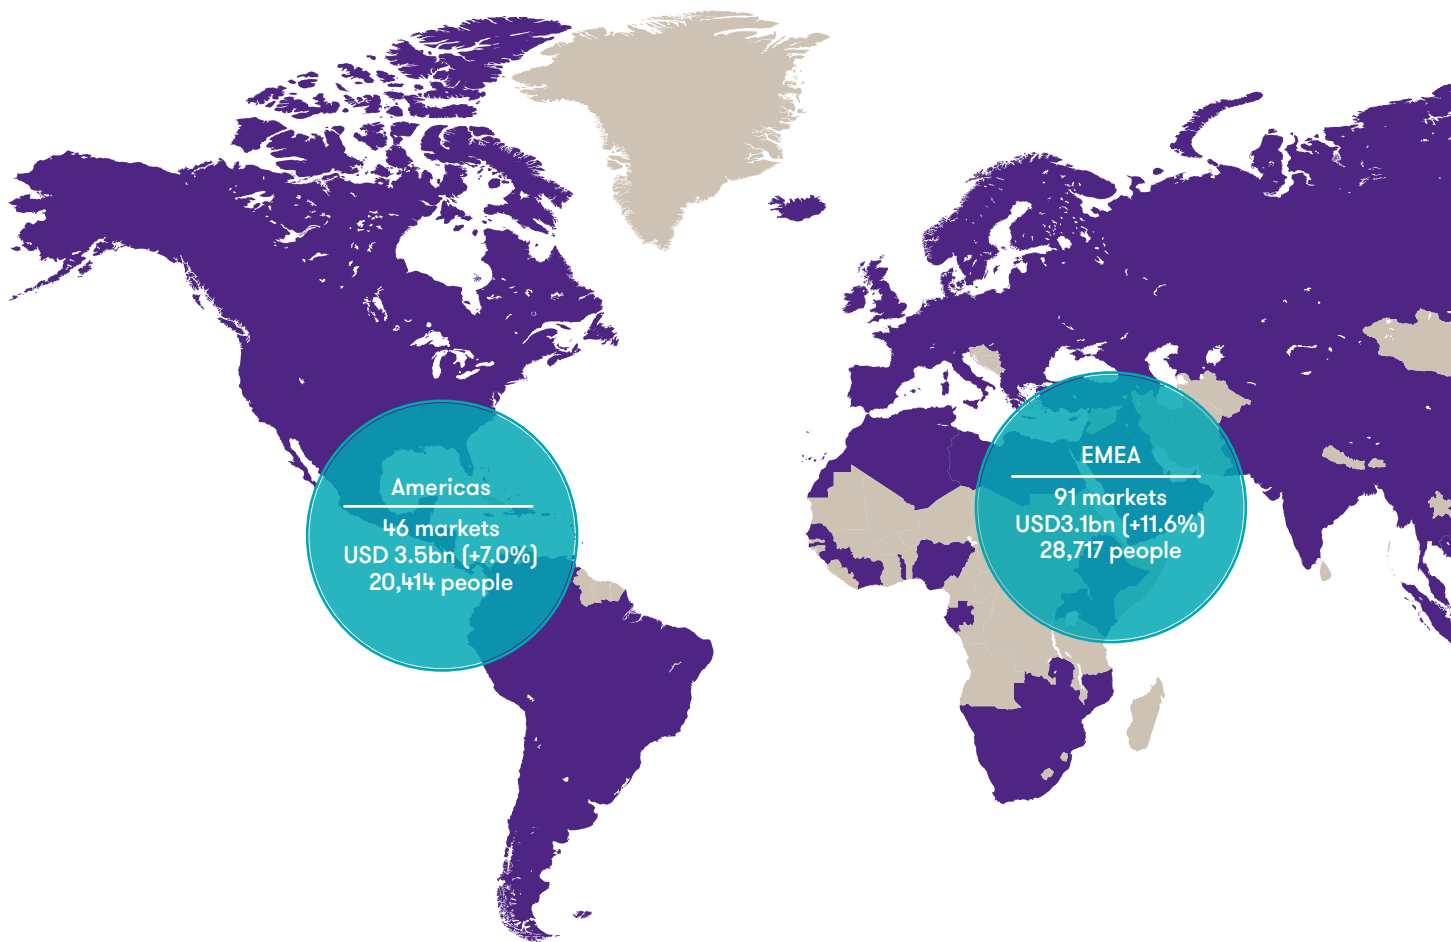 Americas
46 markets
USD 3.5bn (+7.0%)
20,414 people
EMEA
91 markets
USD3.1bn (+11.6%)
28,717 people